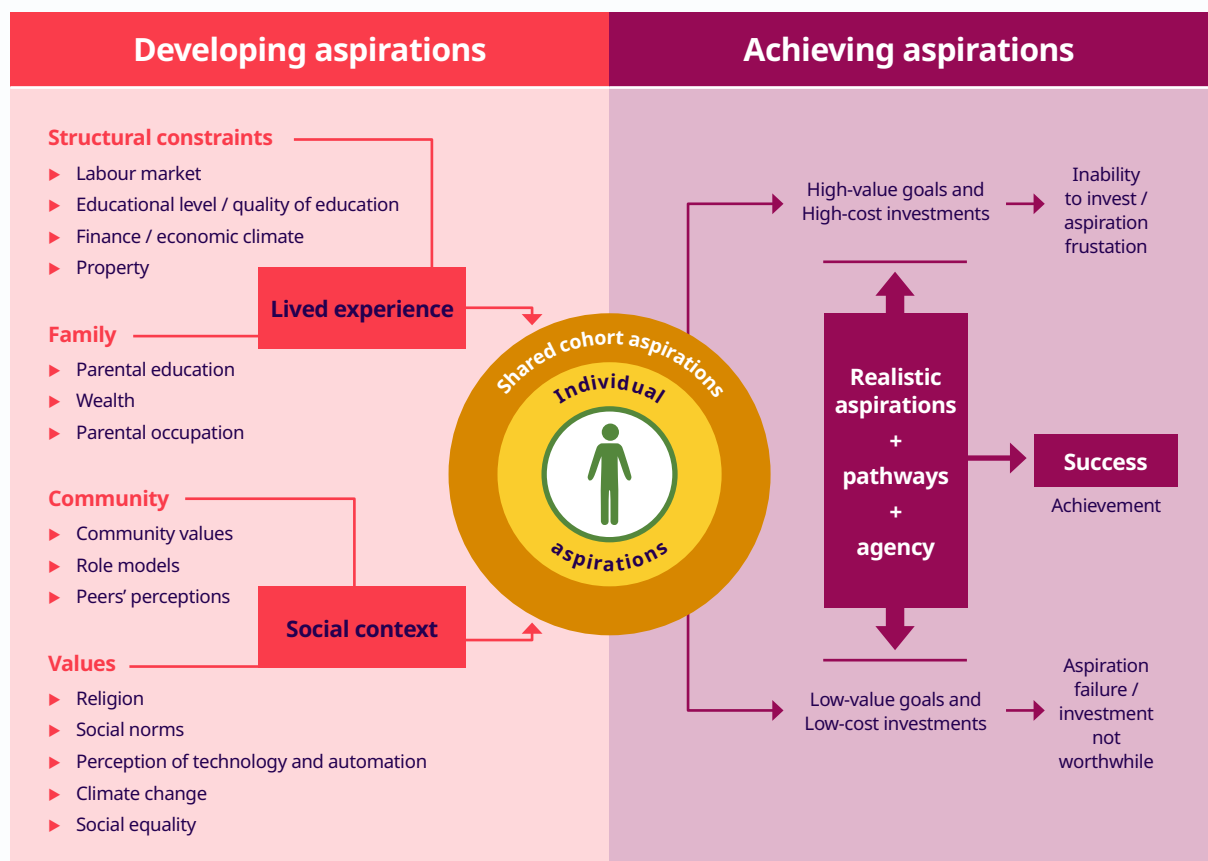 Developing aspirations
Structural constraints
Labour market
Educational level / quality of education
Finance / economic climate
Property
Lived experience
Family
Parental education
Wealth
Parental occupation
Community
Community values
Role models
Peers’ perceptions
Social context
Values
Religion
Social norms
Perception of technology and automation
Climate change
Social equality
Shared cohort aspirations
Individual
aspirations
Achieving aspirations
High-value goals and
High-cost investments
Inability
to invest /
aspiration
frustation
Realistic
aspirations
+
pathways
+
agency
Success
Achievement
Low-value goals and
Low-cost investments
Aspiration
failure /
investment
not
worthwhile